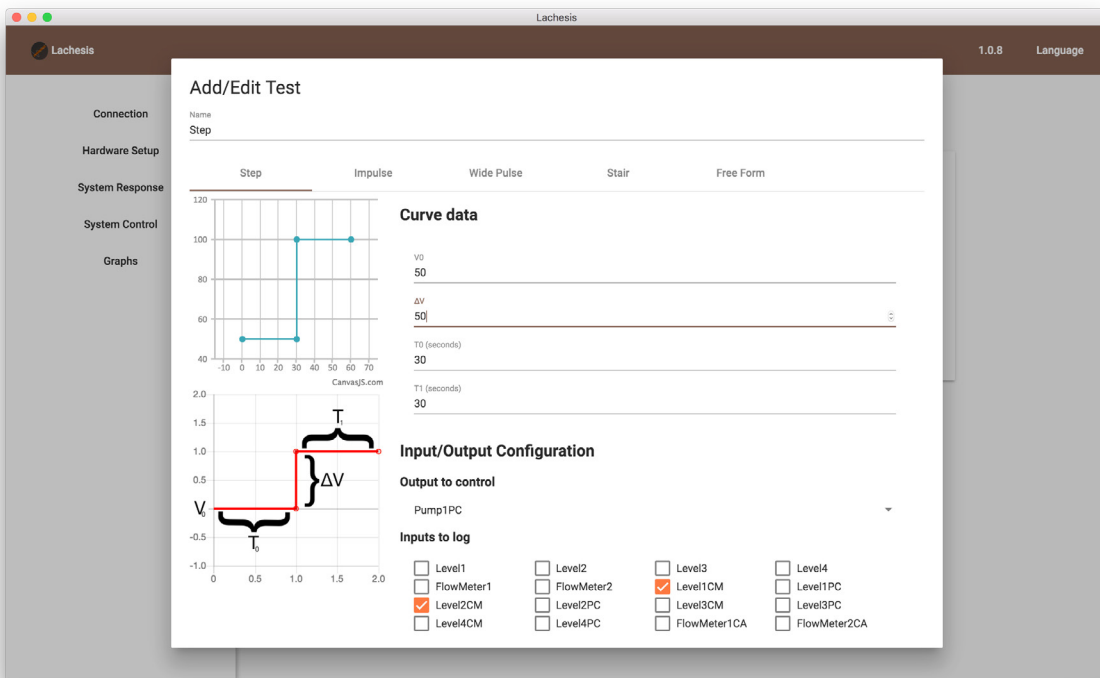 Lachesis
Lachesis
1.0.8
Language
Connection
Hardware Setup
System Response
System Control
Graphs
Add/Edit Test
Name
Step
Step
Impulse
Wide Pulse
Stair
Free Form
120
100
80
60
40
-10 0 10 20 30 40 50 60 70
CanvasJS.com
2.0
1.5
1.0
0.5
V0
-0.5
-1.0
0 0.5 1.0 1.5 2.0
T1
ΔV
T0
Curve data
V0
50
ΔV
50
T0 (seconds)
30
T1 (seconds)
30
Input/Output Configuration
Output to control
Pump1PC
Inputs to log
Level1 Level2 Level3 Level4
FlowMeter1 FlowMeter2 Level1CM Level1PC
Level2CM Level2PC Level3CM Level3PC
Level4CM Level4PC FlowMeter1CA FlowMeter2CA